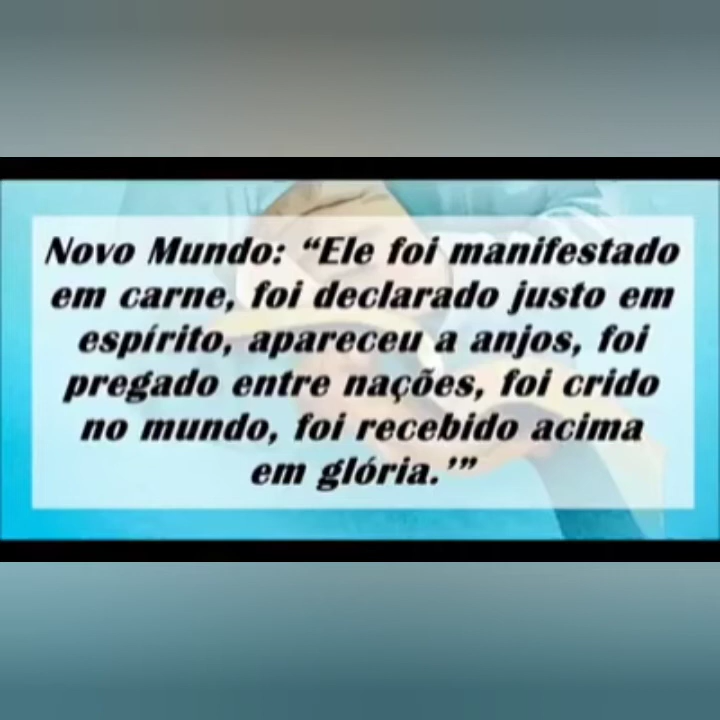 Novo Mundo: “Ele foi manifestado
em carne, foi declarado justo em
espírito, apareceu a anjos, foi
pregado entre nações, foi crido
no mundo, foi recebido acima
em glória.’”